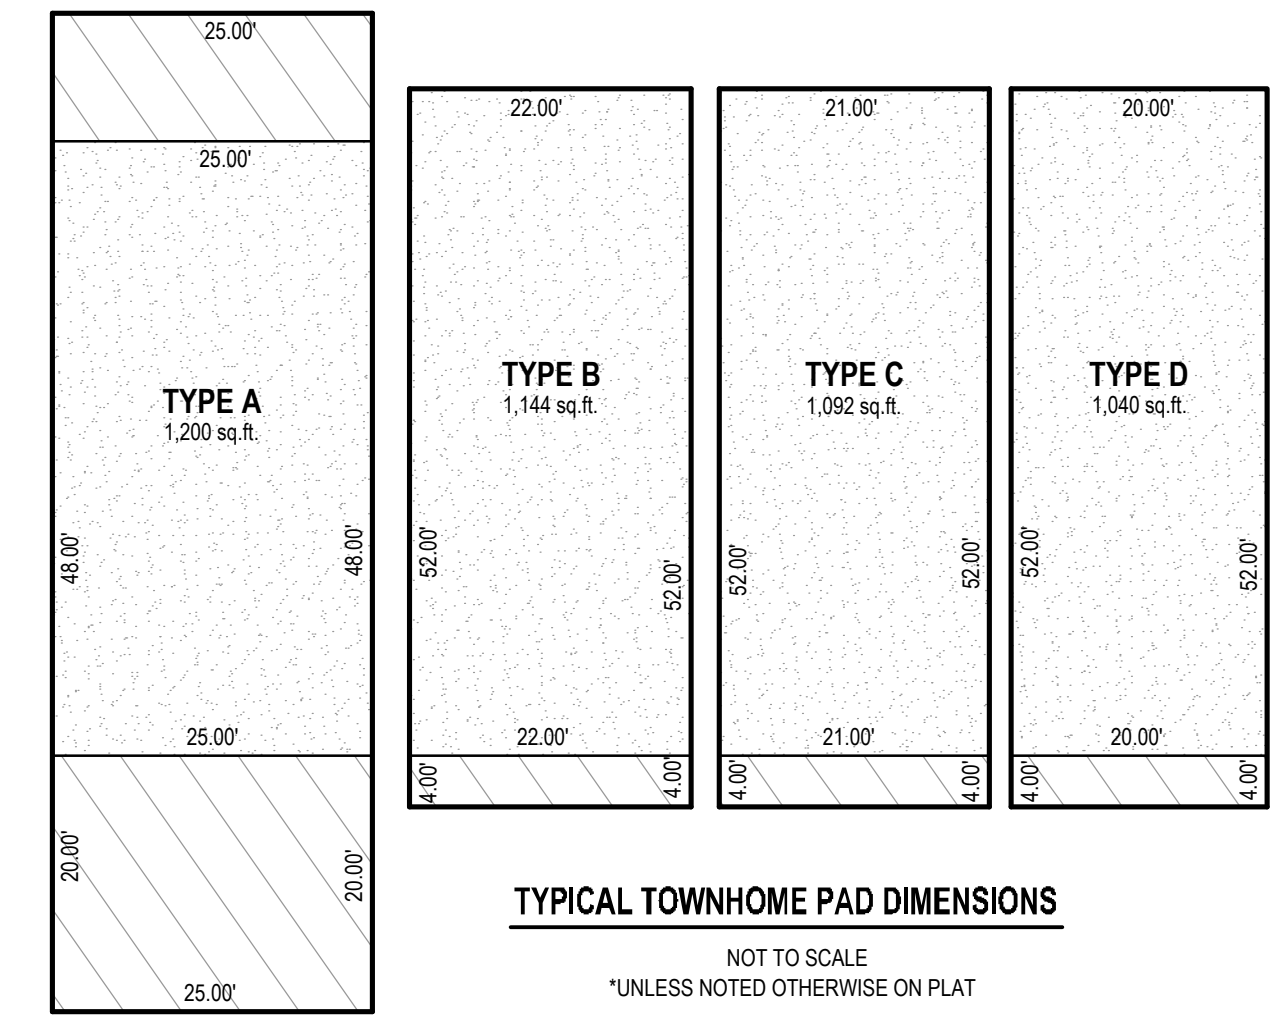 25.00'
25.00'
TYPE A
1,200 sq.ft.
48.00'
48.00'
25.00'
20.00'
20.00'
25.00'
22.00'
TYPE B
1,144 sq.ft.
52.00'
52.00'
22.00'
4.00'
4.00'
21.00'
TYPE C
1,092 sq.ft.
52.00'
52.00'
21.00'
4.00'
4.00'
20.00'
TYPE D
1,040 sq.ft.
52.00'
52.00'
20.00'
4.00'
4.00'
TYPICAL TOWNHOME PAD DIMENSIONS
NOT TO SCALE
*UNLESS NOTED OTHERWISE ON PLAT